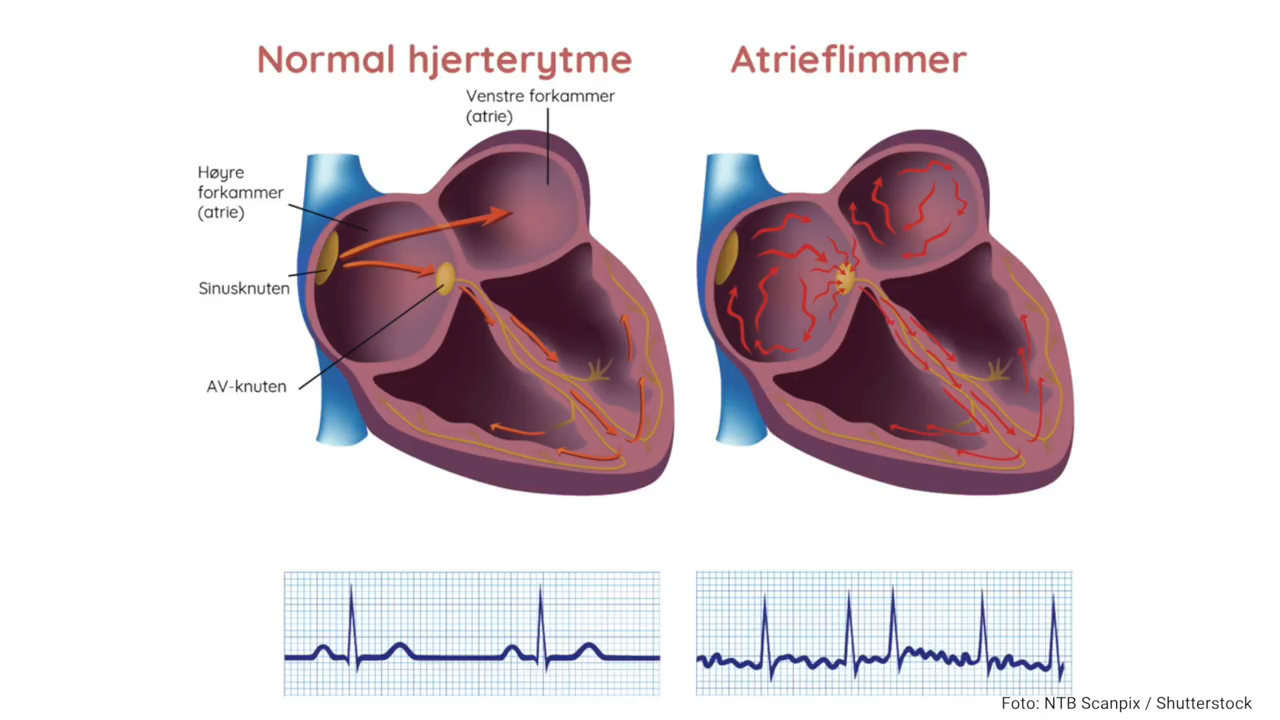 Normal hjerterytme
Atrieflimmer
Venstre forkammer
(atrie)
Høyre
forkammer
(atrie)
Sinusknuten
AV-knuten
Foto: NTB Scanpix / Shutterstock